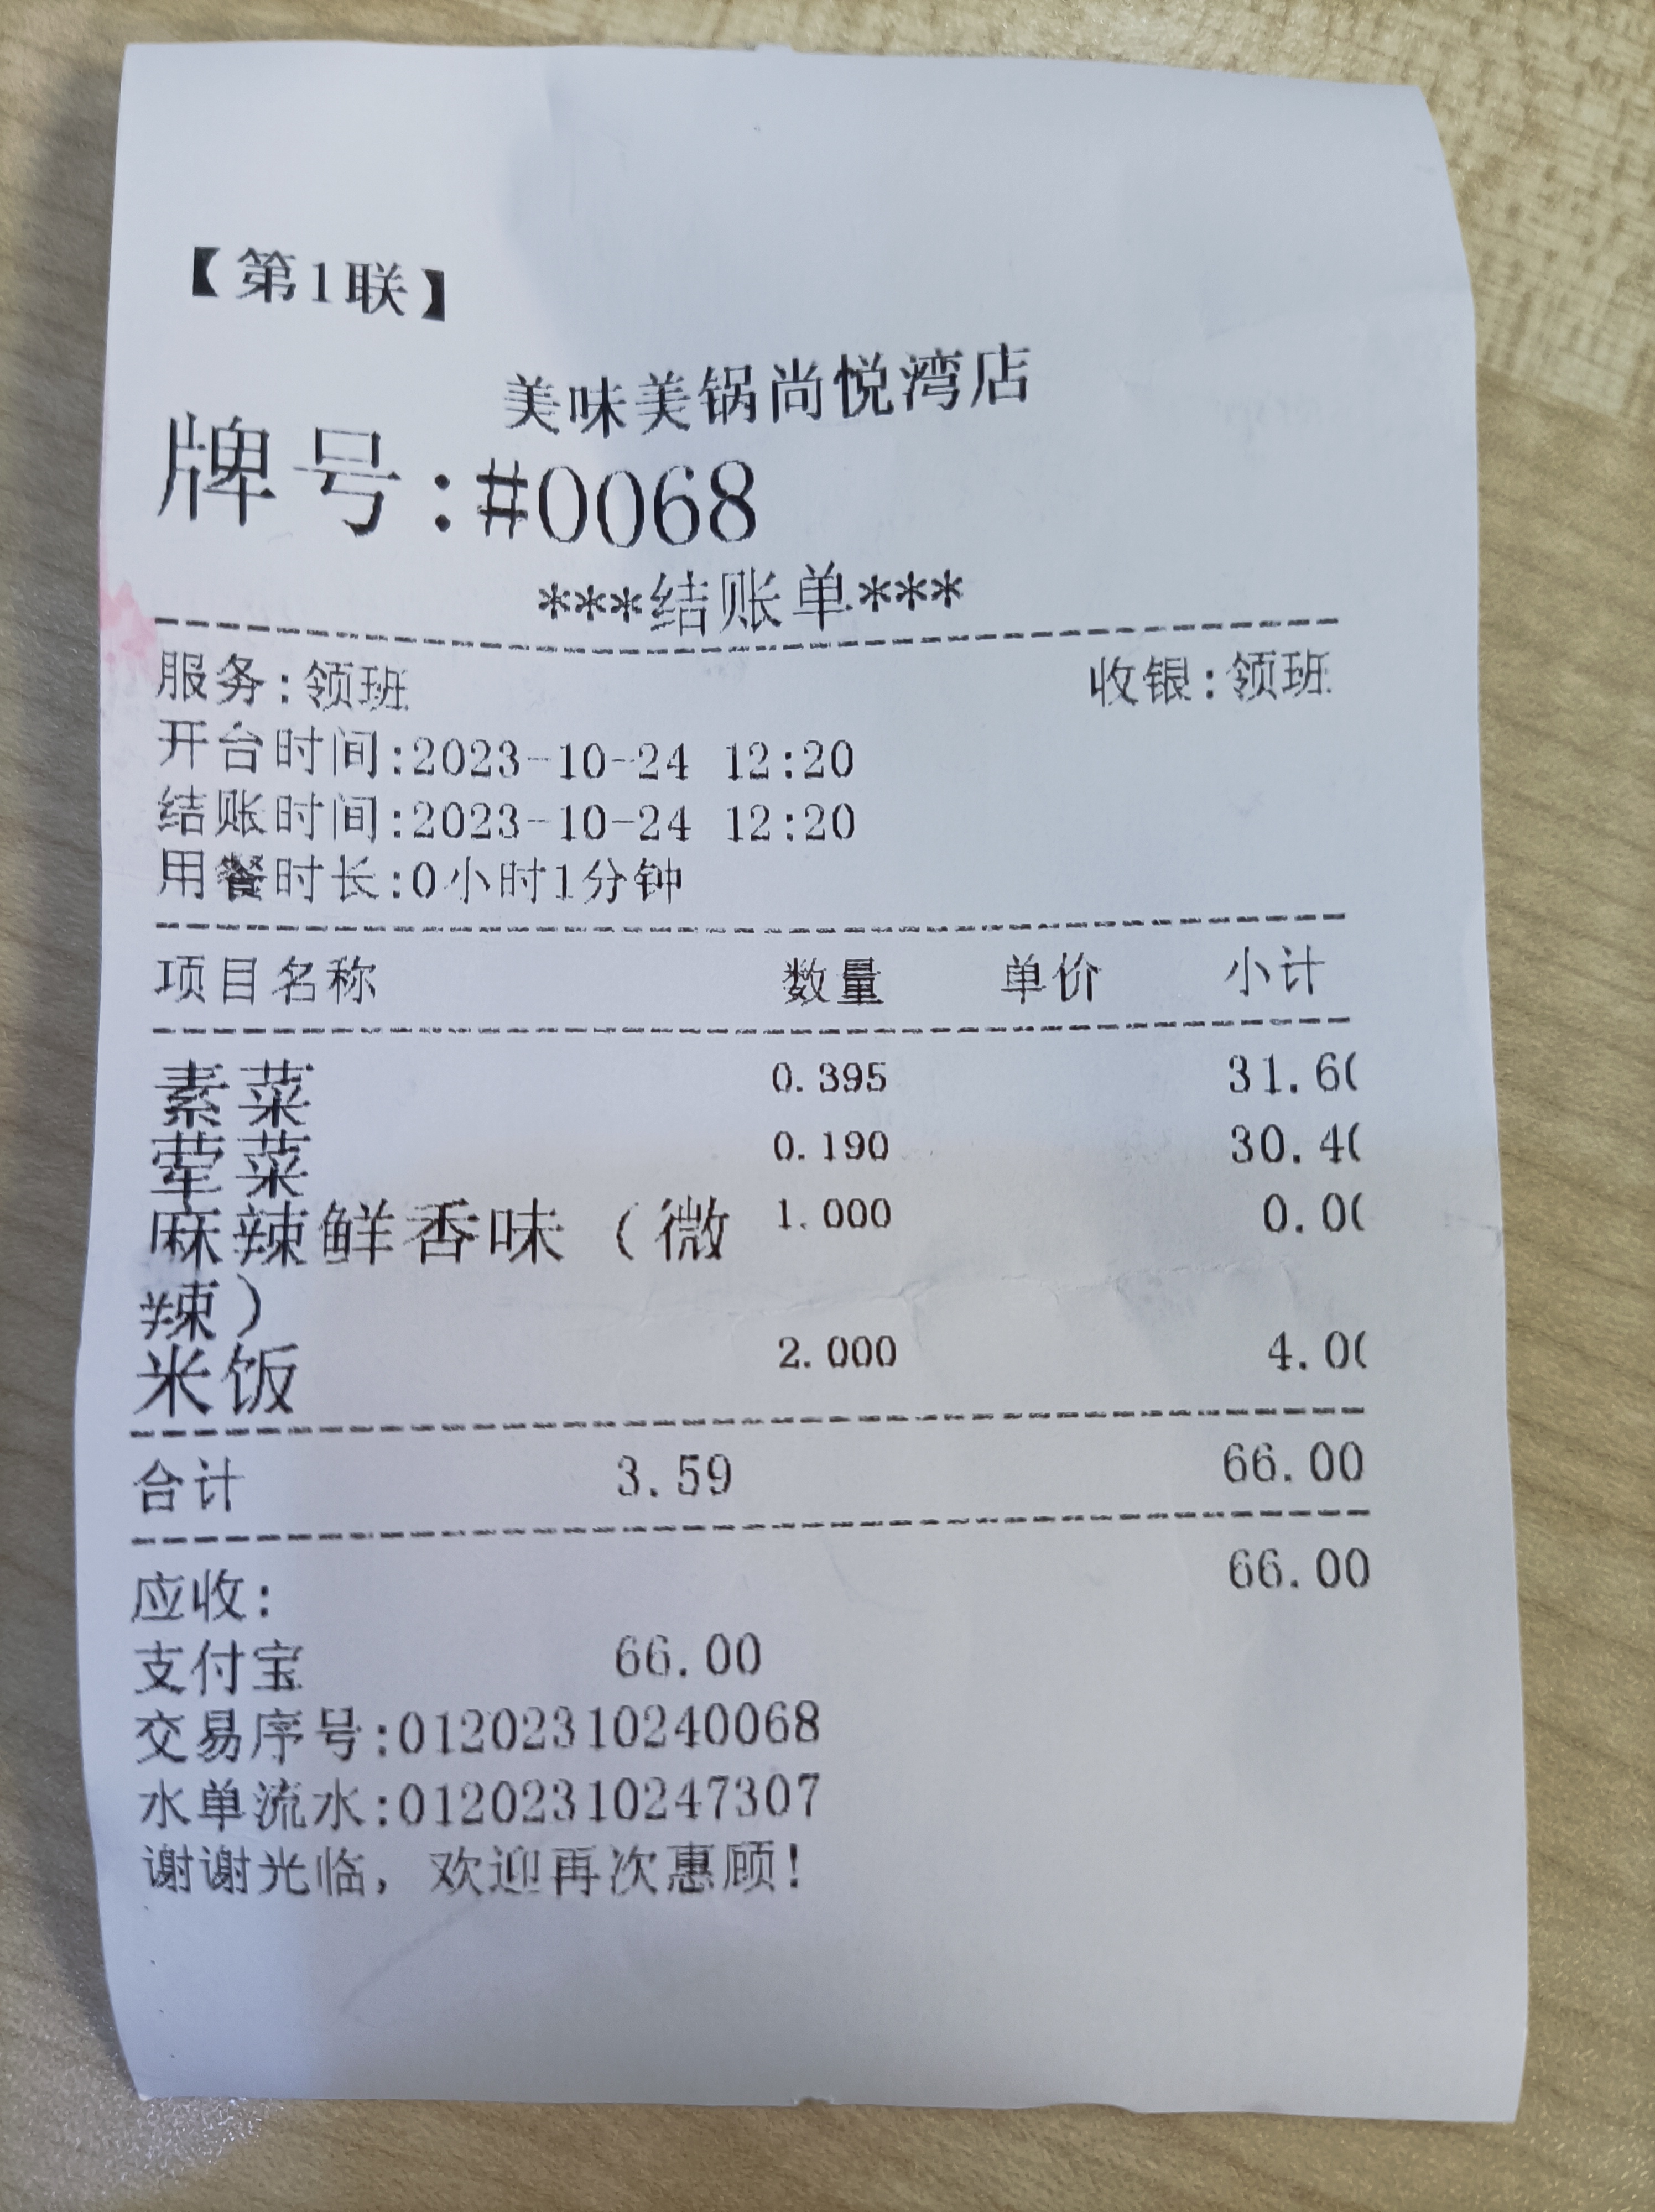 【第1联】
美味美锅尚悦湾店
牌号:#0068
***结账单***
服务:领班 收银:领班
开台时间:2023-10-24 12:20
结账时间:2023-10-24 12:20
用餐时长:0小时1分钟
项目名称 数量 单价 小计
素菜 0.395 31.60
荤菜 0.190 30.40
麻辣鲜香味（微 1.000 0.00
辣）
米饭 2.000 4.00
合计 3.59 66.00
应收: 66.00
支付宝 66.00
交易序号:01202310240068
水单流水:01202310247307
谢谢光临，欢迎再次惠顾!